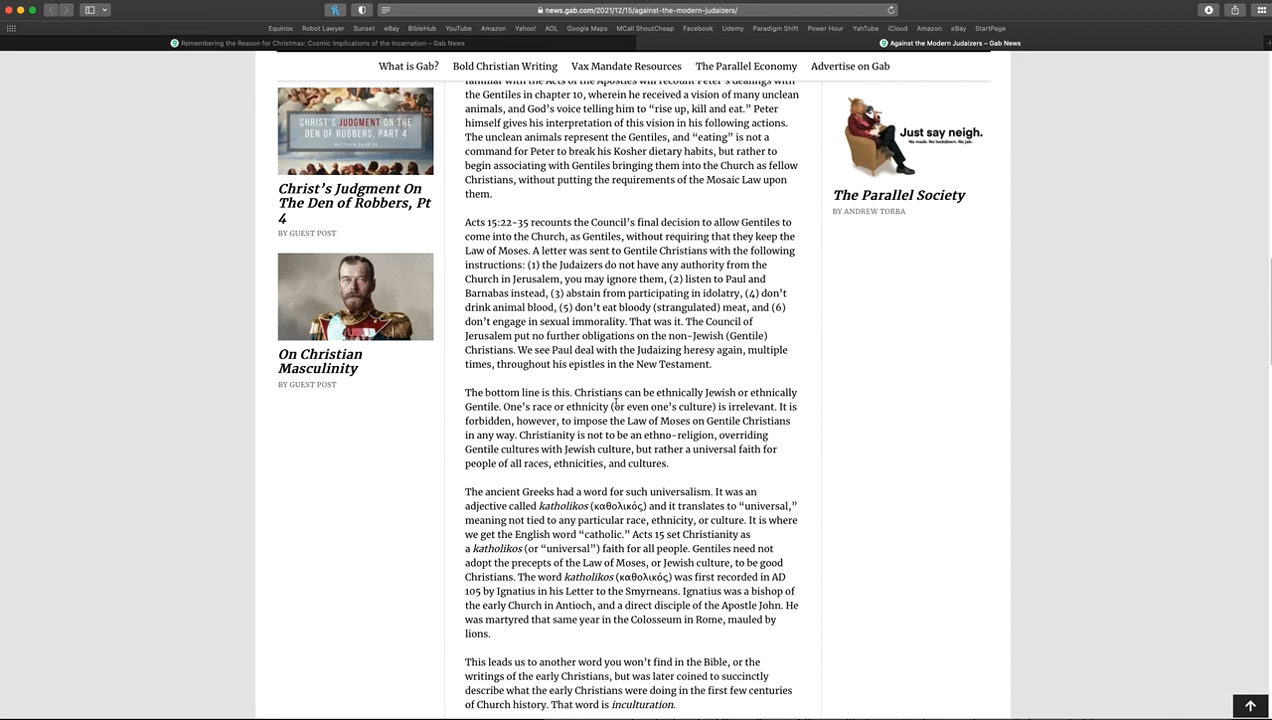 news.gab.com/2021/12/15/against-the-modern-judaizers/
Equinox Robot Lawyer Sunset eBay BibleHub YouTube Amazon Yahoo! AOL Google Maps MCall ShoutCheap Facebook Udemy Paradigm Shift Power Hour YahTube iCloud Amazon eBay StartPage
Remembering the Reason for Christmas: Cosmic Implications of the Incarnation – Gab News
Against the Modern Judaizers – Gab News
What is Gab? Bold Christian Writing Vax Mandate Resources The Parallel Economy Advertise on Gab
CHRIST'S JUDGMENT ON THE
DEN OF ROBBERS, PART 4
Christ's Judgment On
The Den of Robbers, Pt
4
BY GUEST POST
On Christian
Masculinity
BY GUEST POST
familiar with the Acts of the Apostles will recount Peter's dealings with
the Gentiles in chapter 10, wherein he received a vision of many unclean
animals, and God's voice telling him to “rise up, kill and eat.” Peter
himself gives his interpretation of this vision in his following actions.
The unclean animals represent the Gentiles, and “eating” is not a
command for Peter to break his Kosher dietary habits, but rather to
begin associating with Gentiles bringing them into the Church as fellow
Christians, without putting the requirements of the Mosaic Law upon
them.
Acts 15:22-35 recounts the Council's final decision to allow Gentiles to
come into the Church, as Gentiles, without requiring that they keep the
Law of Moses. A letter was sent to Gentile Christians with the following
instructions: (1) the Judaizers do not have any authority from the
Church in Jerusalem, you may ignore them, (2) listen to Paul and
Barnabas instead, (3) abstain from participating in idolatry, (4) don't
drink animal blood, (5) don't eat bloody (strangulated) meat, and (6)
don't engage in sexual immorality. That was it. The Council of
Jerusalem put no further obligations on the non-Jewish (Gentile)
Christians. We see Paul deal with the Judaizing heresy again, multiple
times, throughout his epistles in the New Testament.
The bottom line is this. Christians can be ethnically Jewish or ethnically
Gentile. One's race or ethnicity (or even one's culture) is irrelevant. It is
forbidden, however, to impose the Law of Moses on Gentile Christians
in any way. Christianity is not to be an ethno-religion, overriding
Gentile cultures with Jewish culture, but rather a universal faith for
people of all races, ethnicities, and cultures.
The ancient Greeks had a word for such universalism. It was an
adjective called katholikos (καθολικός) and it translates to “universal,”
meaning not tied to any particular race, ethnicity, or culture. It is where
we get the English word “catholic.” Acts 15 set Christianity as
a katholikos (or “universal”) faith for all people. Gentiles need not
adopt the precepts of the Law of Moses, or Jewish culture, to be good
Christians. The word katholikos (καθολικός) was first recorded in AD
105 by Ignatius in his Letter to the Smyrneans. Ignatius was a bishop of
the early Church in Antioch, and a direct disciple of the Apostle John. He
was martyred that same year in the Colosseum in Rome, mauled by
lions.
This leads us to another word you won't find in the Bible, or the
writings of the early Christians, but was later coined to succinctly
describe what the early Christians were doing in the first few centuries
of Church history. That word is inculturation.
Just say neigh.
No mask. No lockdown. No jab.
The Parallel Society
BY ANDREW TORBA